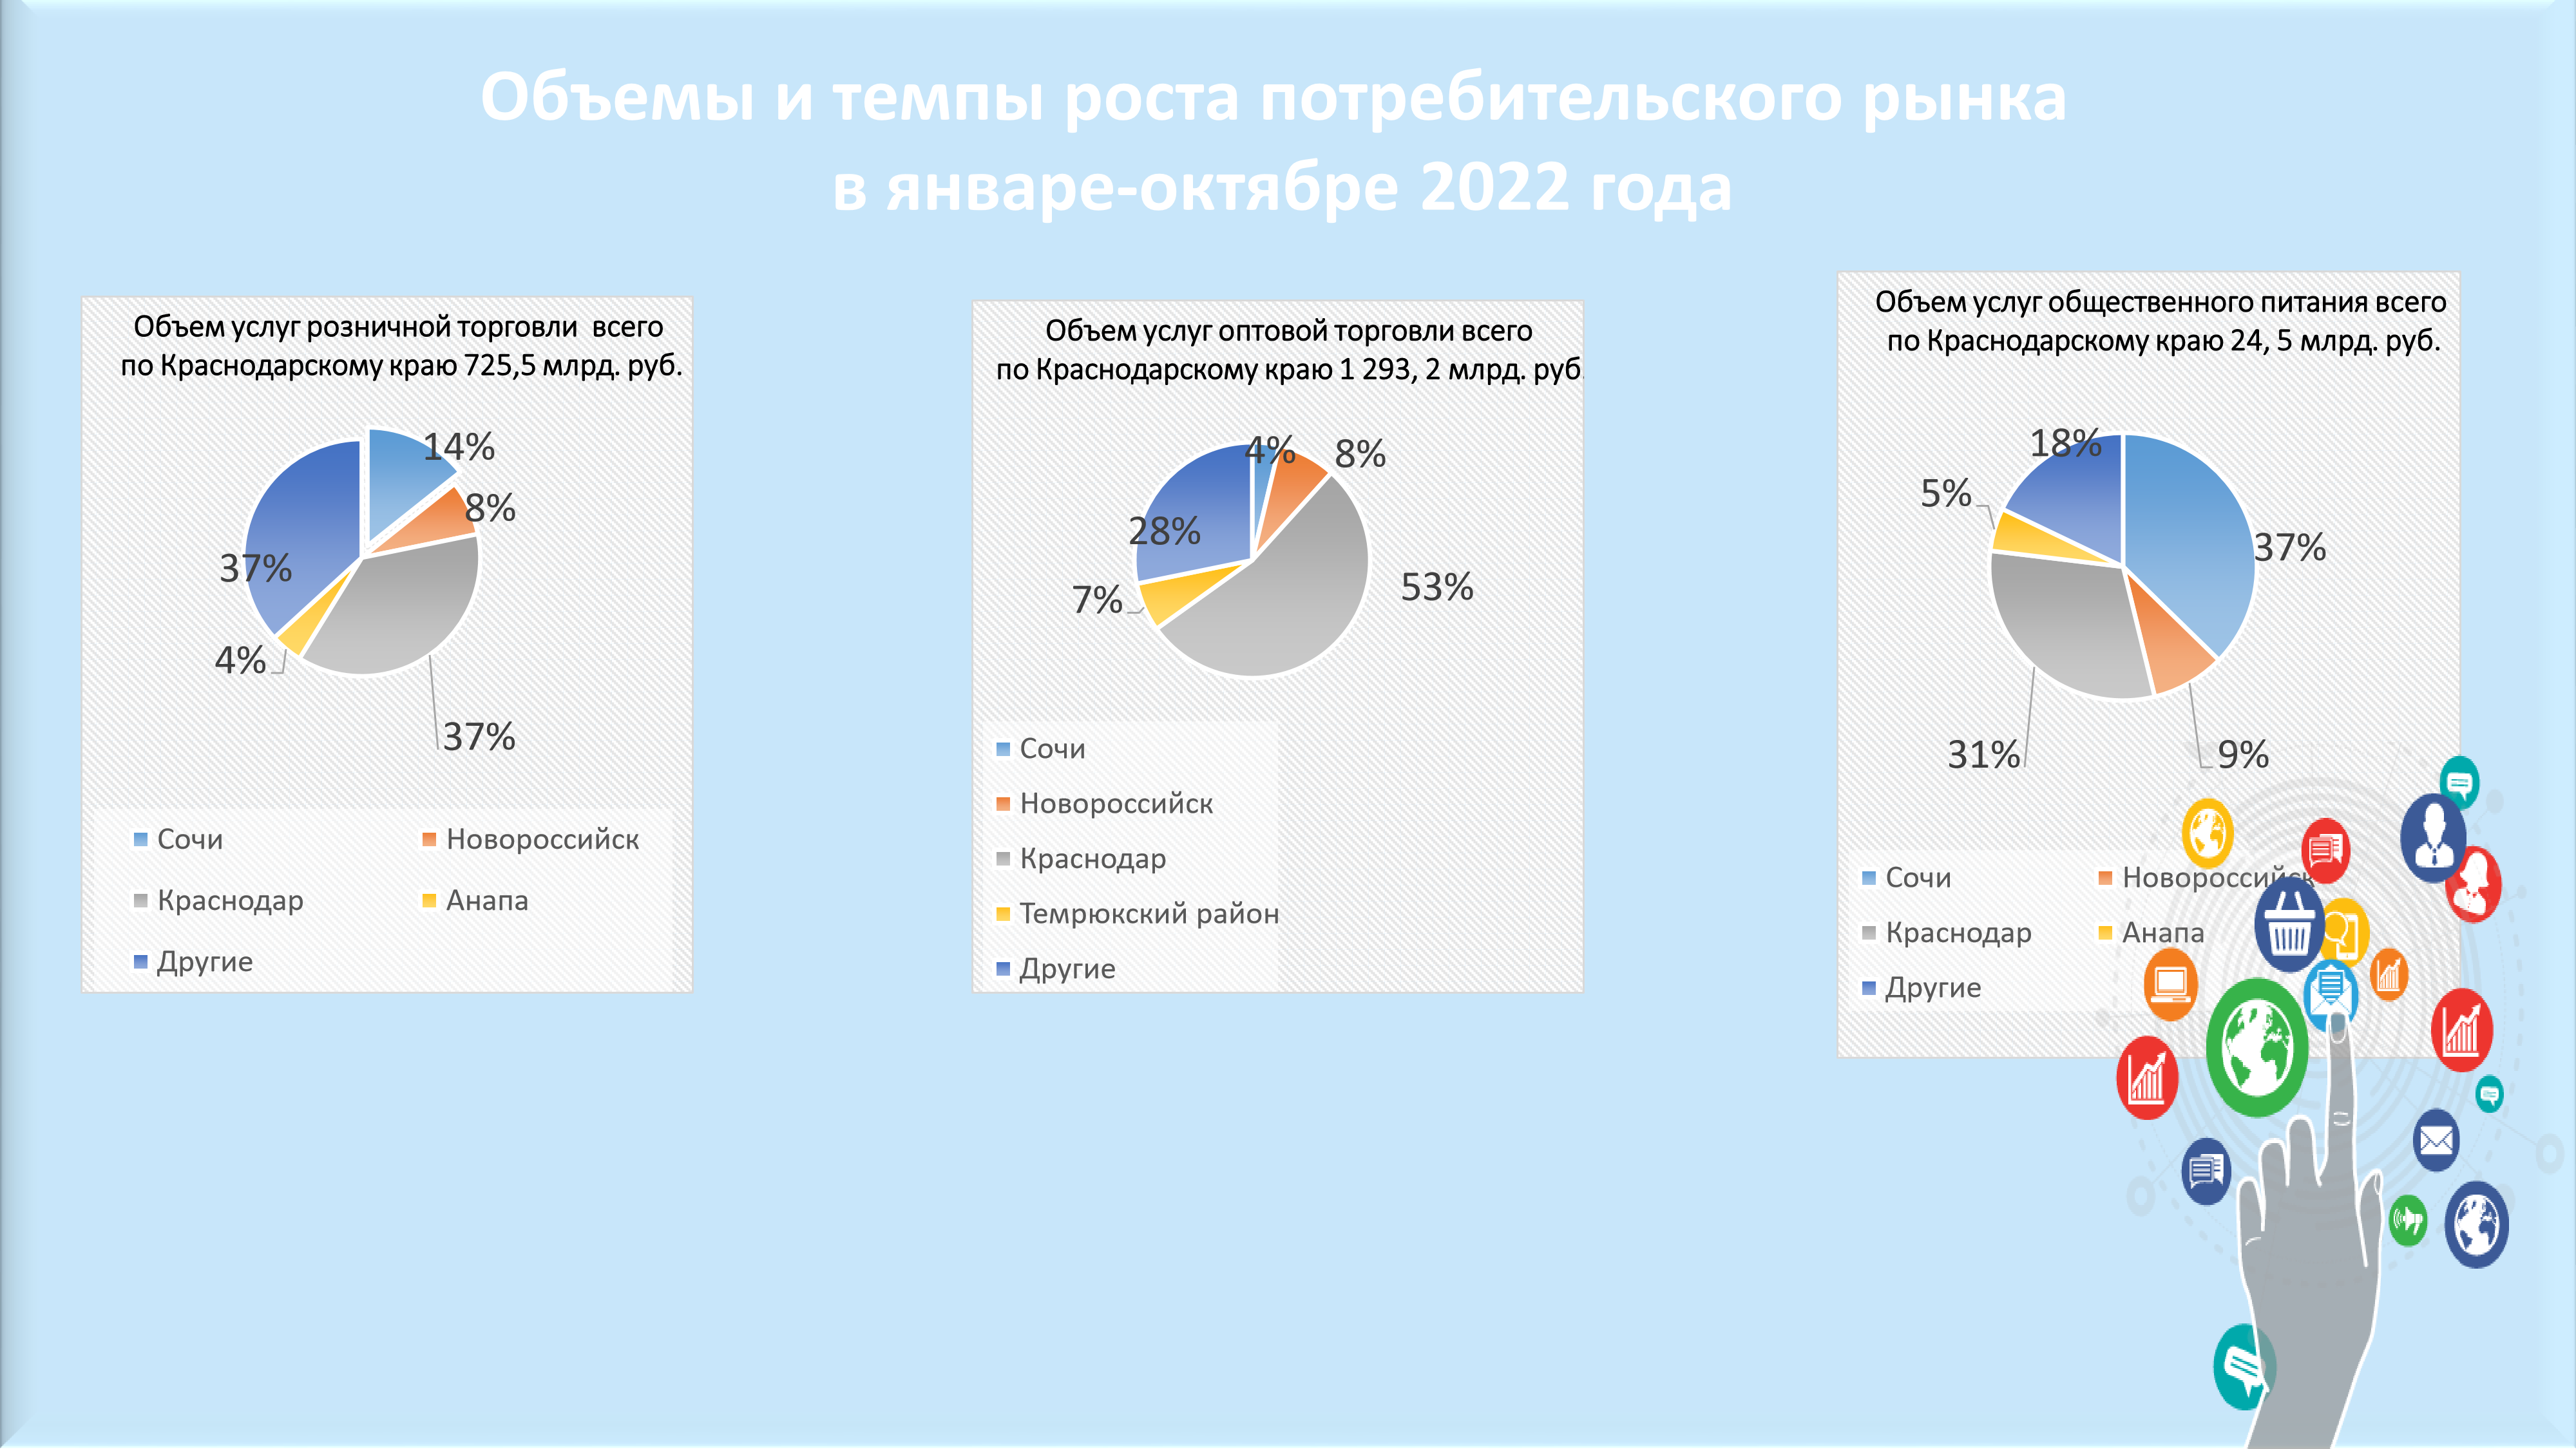 Объемы и темпы роста потребительского рынка
в январе-октябре 2022 года
Объем услуг розничной торговли  всего
по Краснодарскому краю 725,5 млрд. руб.
14%
8%
37%
4%
37%
Сочи
Новороссийск
Краснодар
Анапа
Другие
Объем услуг оптовой торговли всего
по Краснодарскому краю 1 293, 2 млрд. руб.
4%
8%
28%
53%
7%
Сочи
Новороссийск
Краснодар
Темрюкский район
Другие
Объем услуг общественного питания всего
по Краснодарскому краю 24, 5 млрд. руб.
18%
5%
37%
31%
9%
Сочи
Новороссийск
Краснодар
Анапа
Другие